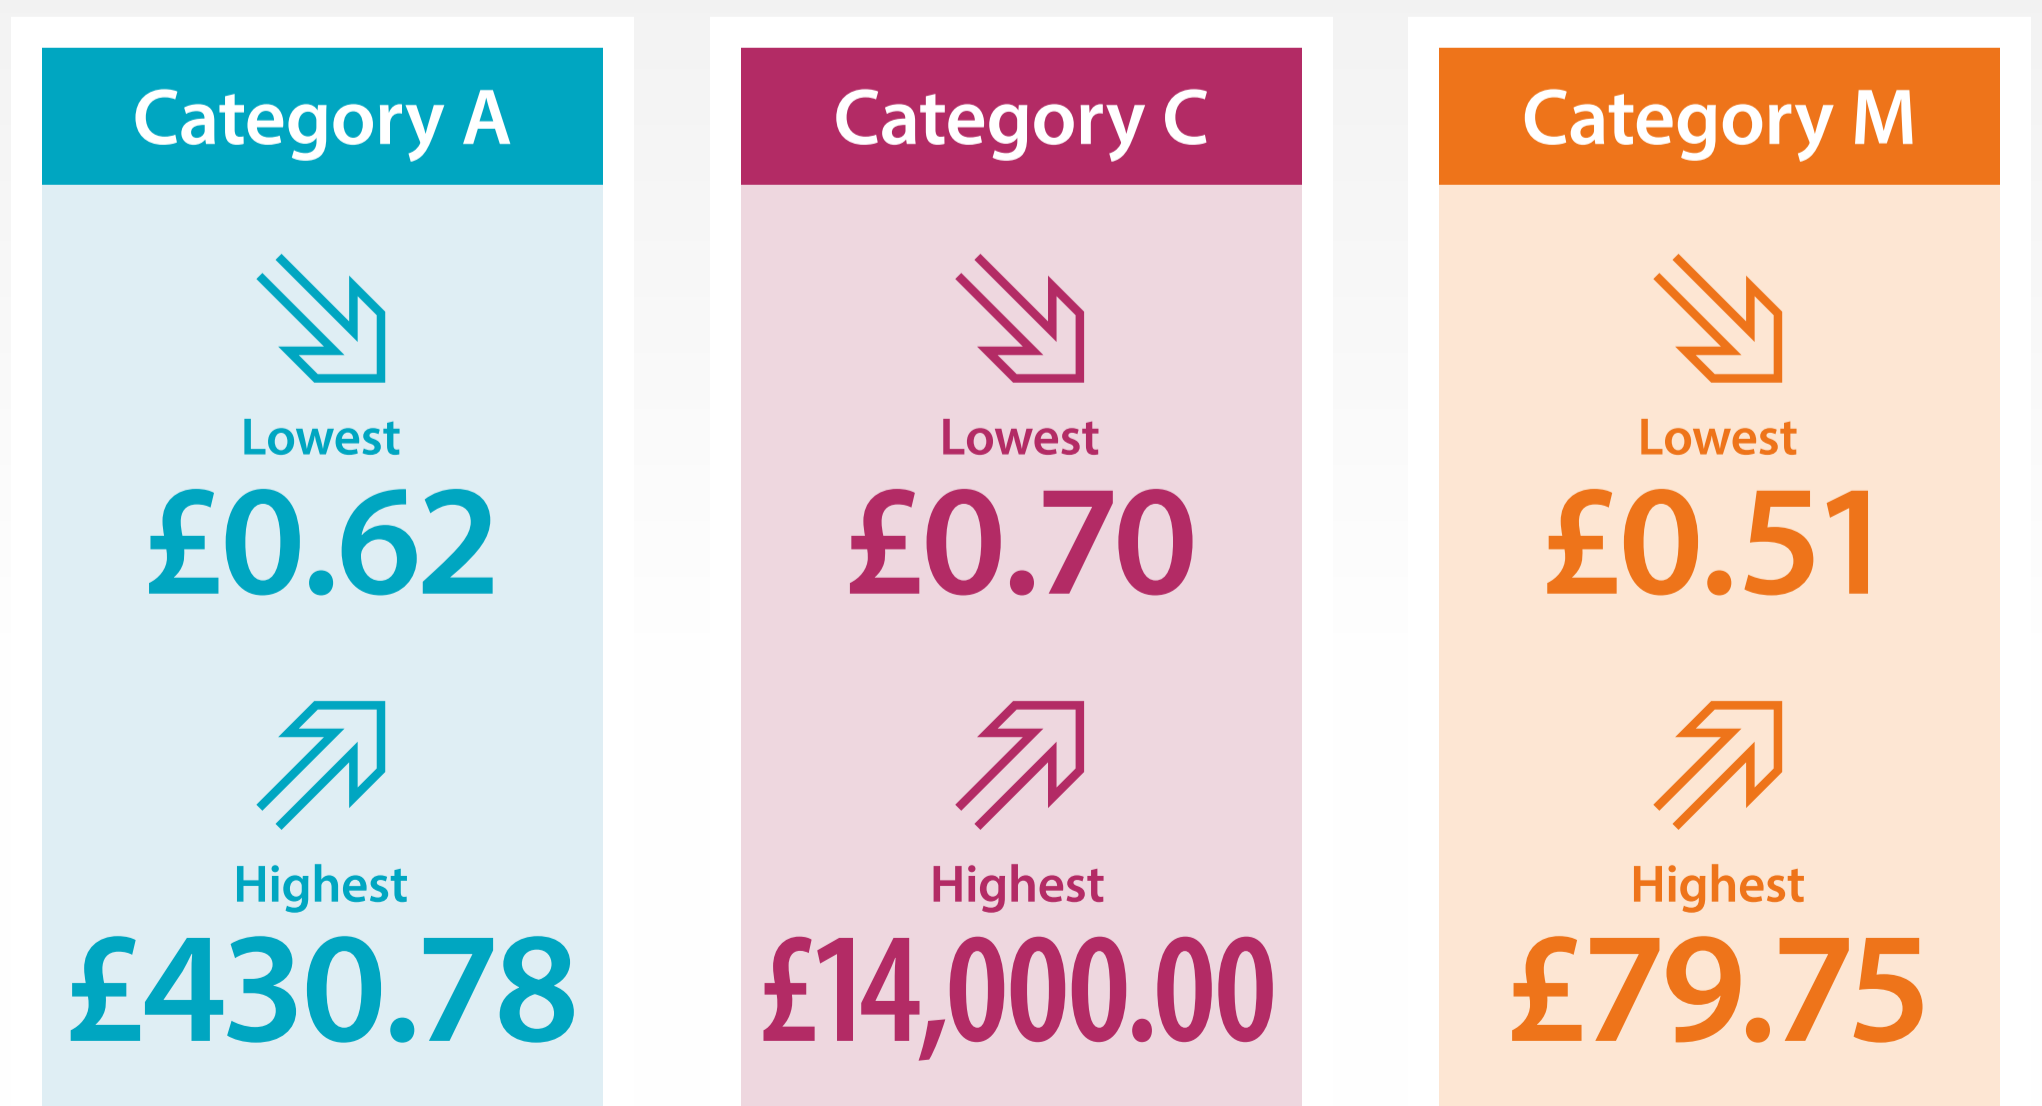 Category A
Lowest
£0.62
Highest
£430.78
Category C
Lowest
£0.70
Highest
£14,000.00
Category M
Lowest
£0.51
Highest
£79.75